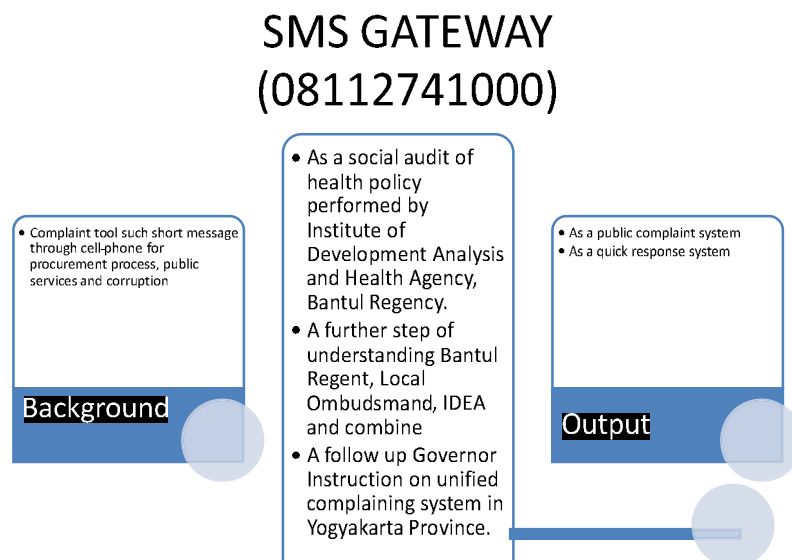 SMS GATEWAY
(08112741000)
• Complaint tool such short message
through cell-phone for
procurement process, public
services and corruption
Background
• As a social audit of
health policy
performed by
Institute of
Development Analysis
and Health Agency,
Bantul Regency.
• A further step of
understanding Bantul
Regent, Local
Ombudsmand, IDEA
and combine
• A follow up Governor
Instruction on unified
complaining system in
Yogyakarta Province.
• As a public complaint system
• As a quick response system
Output